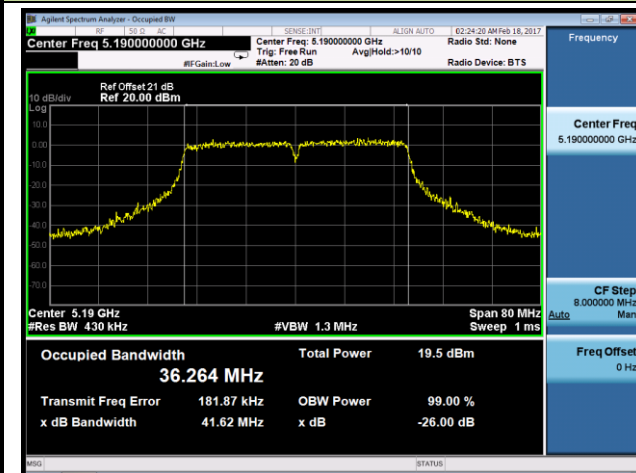 Agilent Spectrum Analyzer - Occupied BW
RF 50 Ω AC SENSE:INT ALIGN AUTO 02:24:20 AM Feb 18, 2017
Center Freq 5.190000000 GHz
Center Freq: 5.190000000 GHz
Radio Std: None
Trig: Free Run Avg|Hold:>10/10
#IFGain:Low #Atten: 20 dB Radio Device: BTS
Ref Offset 21 dB
10 dB/div Ref 20.00 dBm
Log
10.0
0.00
-10.0
-20.0
-30.0
-40.0
-50.0
-60.0
-70.0
Center 5.19 GHz Span 80 MHz
#Res BW 430 kHz #VBW 1.3 MHz Sweep 1 ms
Occupied Bandwidth Total Power 19.5 dBm
36.264 MHz
Transmit Freq Error 181.87 kHz OBW Power 99.00 %
x dB Bandwidth 41.62 MHz x dB -26.00 dB
MSG STATUS
Frequency
Center Freq
5.190000000 GHz
CF Step
8.000000 MHz
Auto Man
Freq Offset
0 Hz